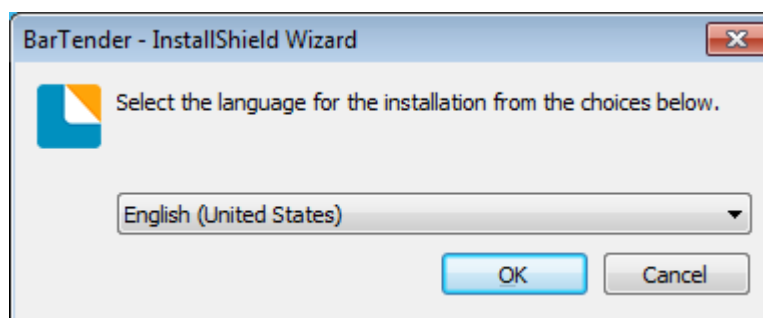 BarTender - InstallShield Wizard
Select the language for the installation from the choices below.
English (United States)
OK
Cancel